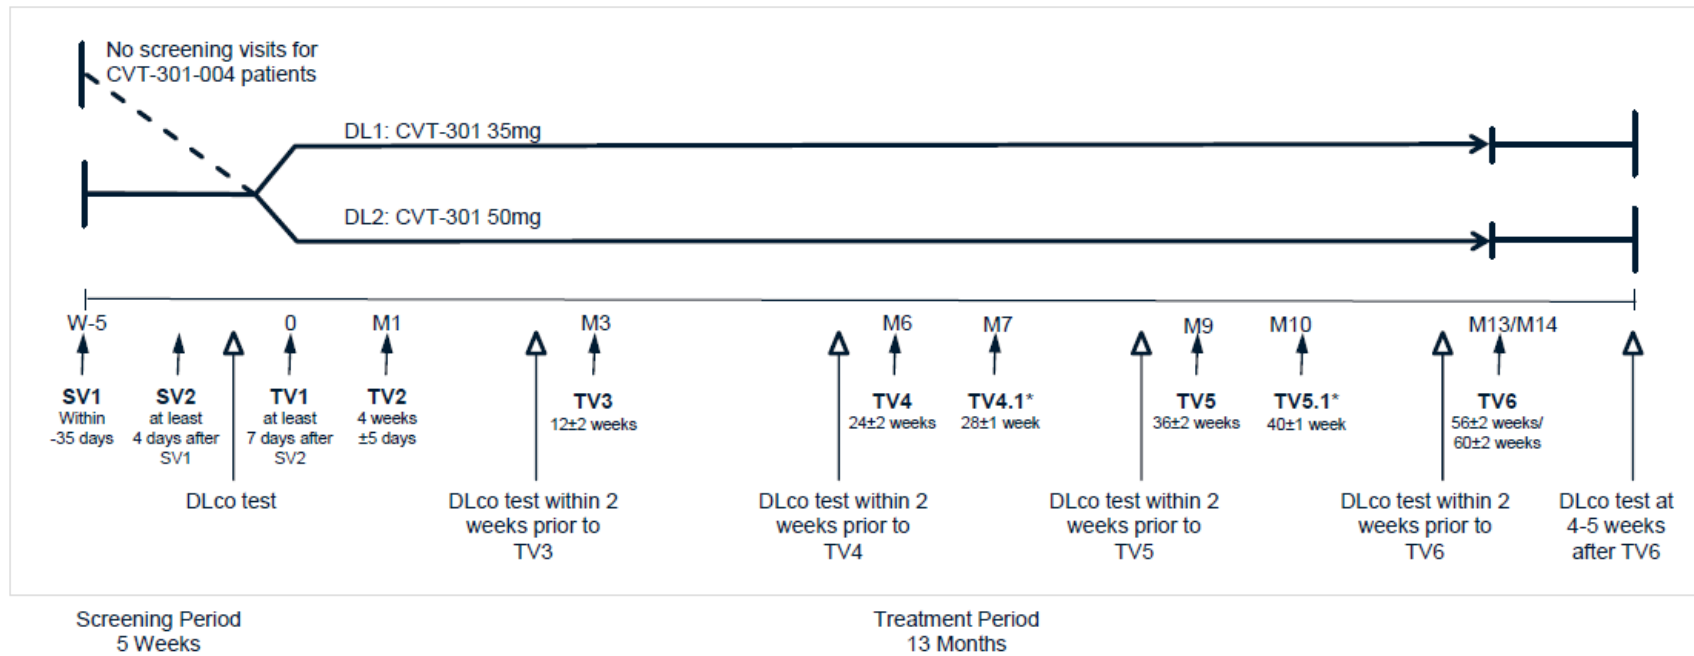 No screening visits for
CVT-301-004 patients
DL1: CVT-301 35mg
DL2: CVT-301 50mg
W-5
0
M1
M3
M6
M7
M9
M10
M13/M14
SV1
Within
-35 days
SV2
at least
4 days after
SV1
TV1
at least
7 days after
SV2
TV2
4 weeks
±5 days
TV3
12±2 weeks
TV4
24±2 weeks
TV4.1*
28±1 week
TV5
36±2 weeks
TV5.1*
40±1 week
TV6
56±2 weeks/
60±2 weeks
DLco test
DLco test within 2
weeks prior to
TV3
DLco test within 2
weeks prior to
TV4
DLco test within 2
weeks prior to
TV5
DLco test within 2
weeks prior to
TV6
DLco test at
4-5 weeks
after TV6
Screening Period
5 Weeks
Treatment Period
13 Months